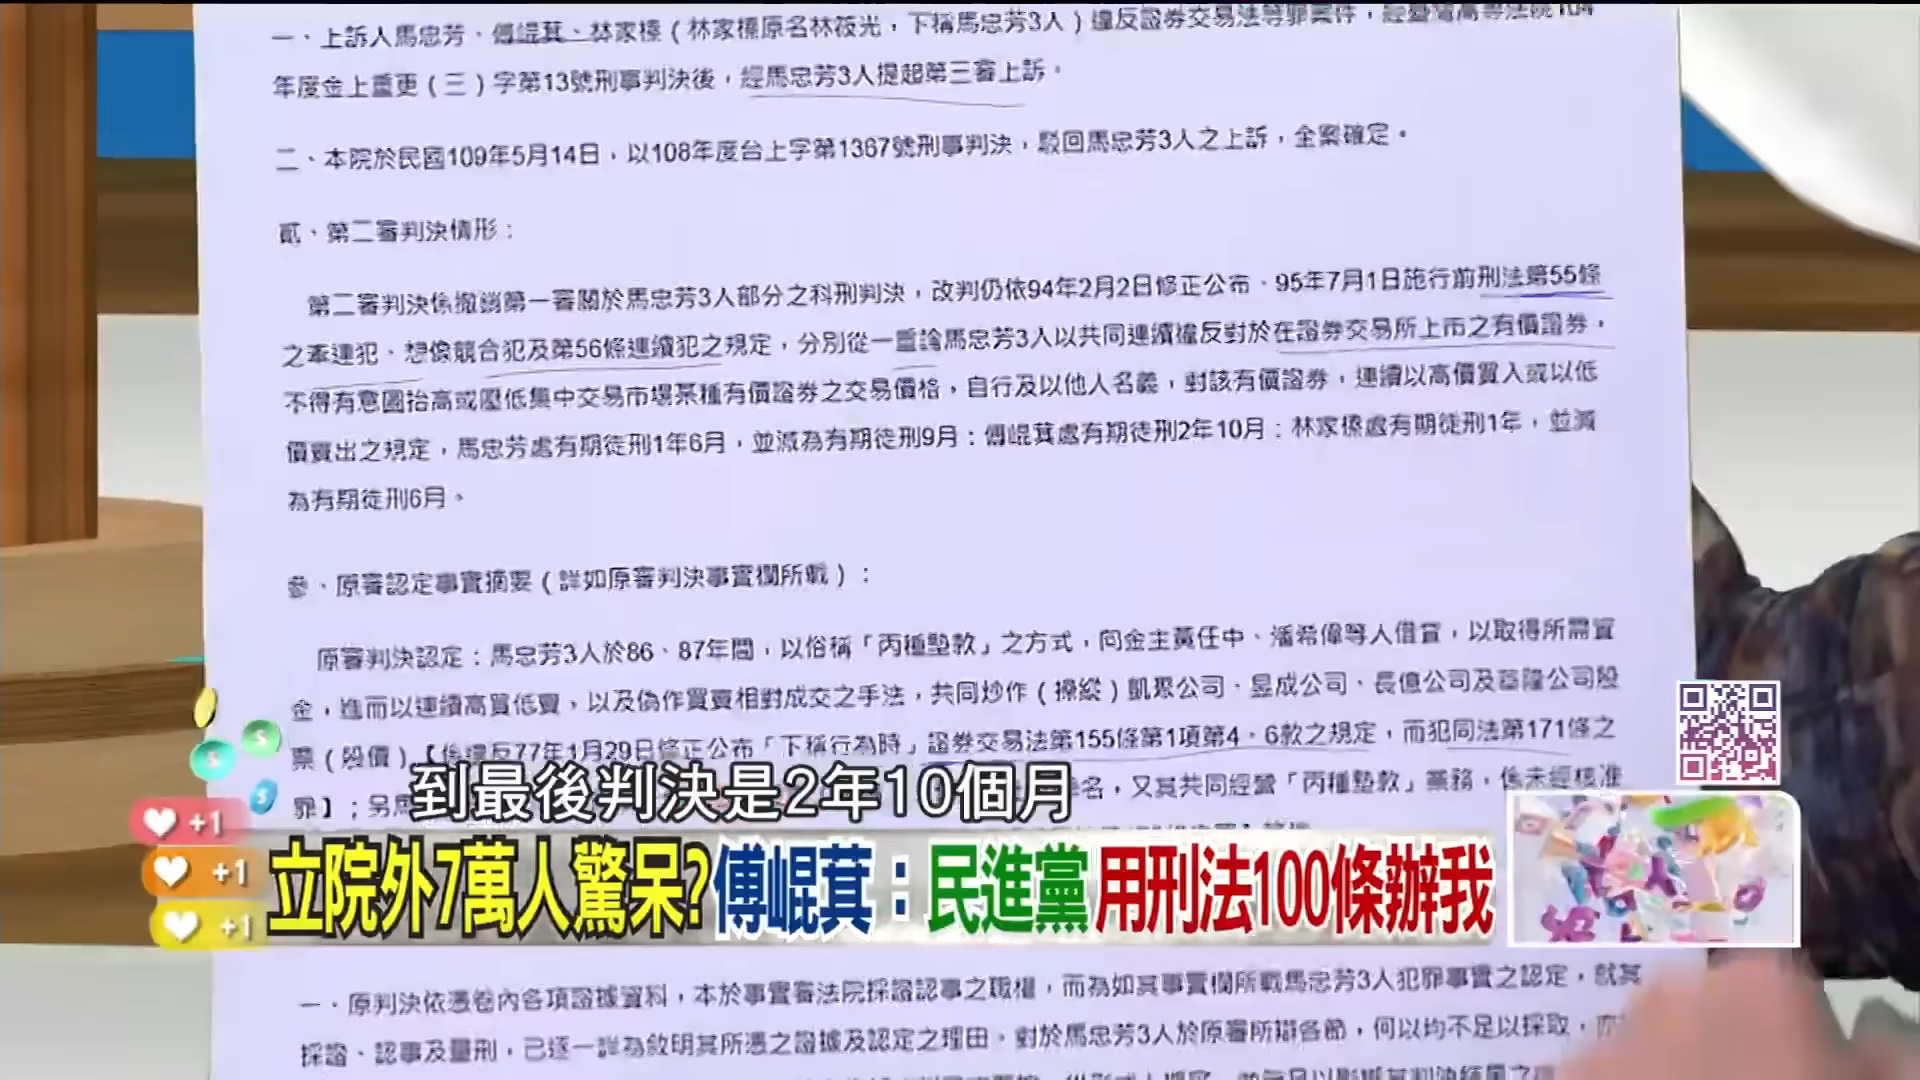 一、上訴人馬忠芳、傅崐萁、林家榛（林家榛原名林筱光，下稱馬忠芳3人）違反證券交易法等罪案件，經臺灣高等法院104
年度金上重更（三）字第13號刑事判決後，經馬忠芳3人提起第三審上訴。
二、本院於民國109年5月14日，以108年度台上字第1367號刑事判決，駁回馬忠芳3人之上訴，全案確定。
貳、第二審判決情形：
第二審判決係撤銷第一審關於馬忠芳3人部分之科刑判決，改判仍依94年2月2日修正公布、95年7月1日施行前刑法第55條
之牽連犯、想像競合犯及第56條連續犯之規定，分別從一重論馬忠芳3人以共同連續違反對於在證券交易所上市之有價證券，
不得有意圖抬高或壓低集中交易市場某種有價證券之交易價格，自行及以他人名義，對該有價證券，連續以高價買入或以低
價賣出之規定，馬忠芳處有期徒刑1年6月，並減為有期徒刑9月；傅崐萁處有期徒刑2年10月；林家榛處有期徒刑1年，並減
為有期徒刑6月。
參、原審認定事實摘要（詳如原審判決事實欄所載）：
原審判決認定：馬忠芳3人於86、87年間，以俗稱「丙種墊款」之方式，向金主黃任中、潘希偉等人借貸，以取得所需資
金，進而以連續高買低賣，以及偽作買賣相對成交之手法，共同炒作（操縱）凱聚公司、昱成公司、長億公司及基隆公司股
票（股價）【係違反77年1月29日修正公布「下稱行為時」證券交易法第155條第1項第4、6款之規定，而犯同法第171條之
罪】；另馬 名，又其共同經營「丙種墊款」業務，係未經核准
到最後判決是2年10個月
+1
+1
+1
立院外7萬人驚呆?傅崐萁：民進黨用刑法100條辦我
一、原判決依憑卷內各項證據資料，本於事實審法院採證認事之職權，而為如其事實欄所載馬忠芳3人犯罪事實之認定，就其
採證、認事及量刑，已逐一詳為敘明其所憑之證據及認定之理由，對於馬忠芳3人於原審所辯各節，何以均不足以採取，亦